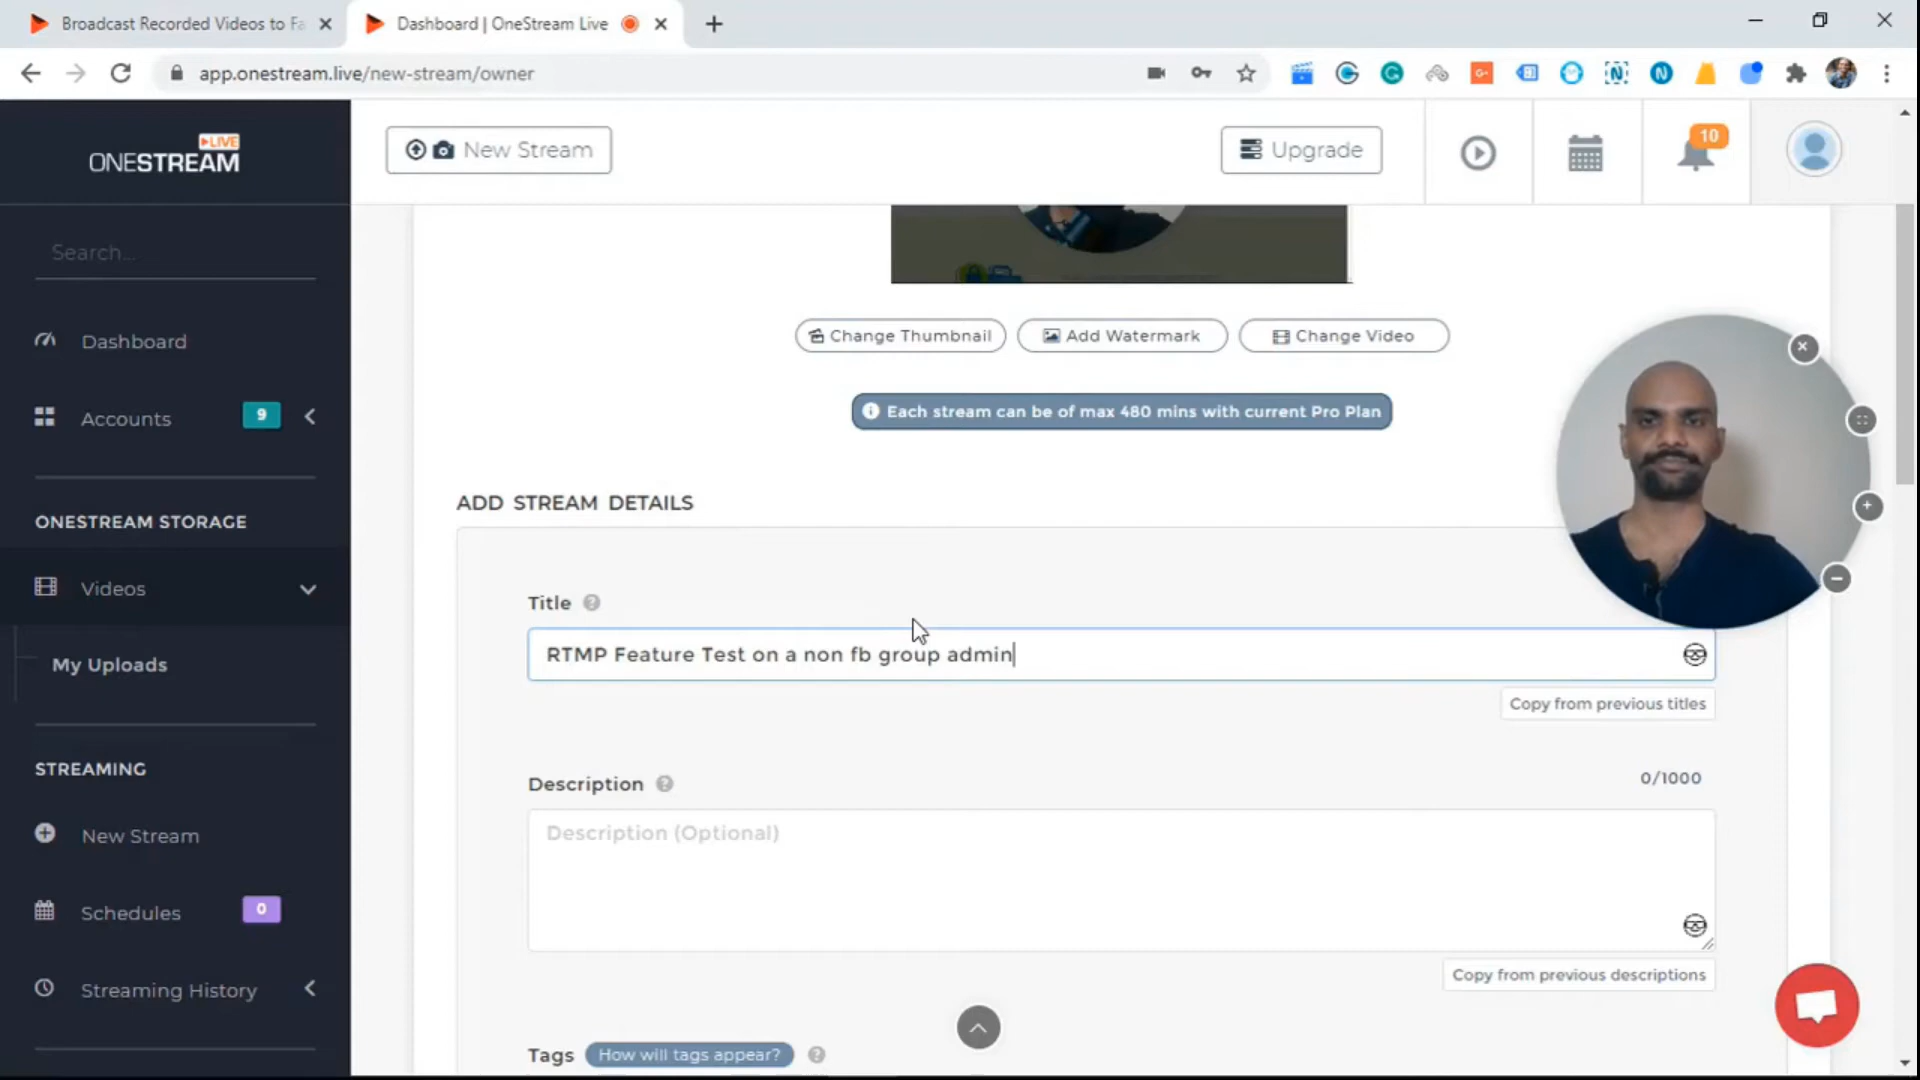 Broadcast Recorded Videos to Fa
Dashboard | OneStream Live
app.onestream.live/new-stream/owner
LIVE
ONESTREAM
New Stream
Upgrade
10
Search...
Dashboard
Accounts
9
ONESTREAM STORAGE
Videos
My Uploads
STREAMING
New Stream
Schedules
0
Streaming History
Change Thumbnail
Add Watermark
Change Video
Each stream can be of max 480 mins with current Pro Plan
ADD STREAM DETAILS
Title
RTMP Feature Test on a non fb group admin
Copy from previous titles
Description
0/1000
Description (Optional)
Copy from previous descriptions
Tags
How will tags appear?